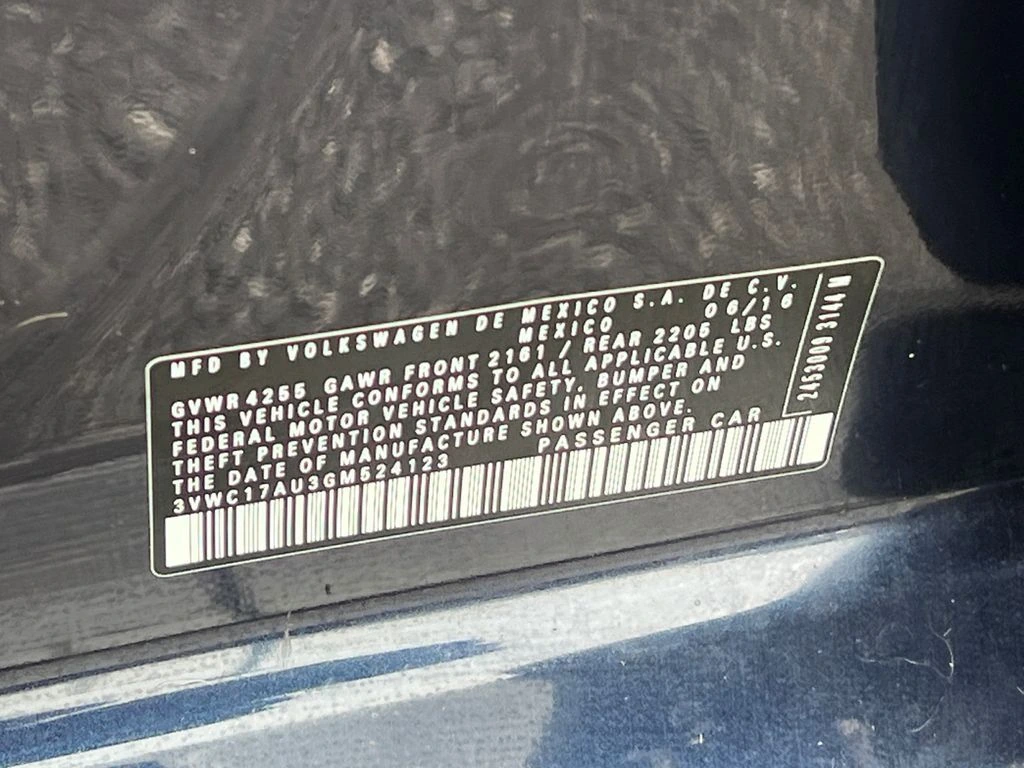 MFD BY VOLKSWAGEN DE MEXICO S.A. DE C.V.
MEXICO 06/16
GVWR 4255 GAWR FRONT 2161 / REAR 2205 LBS
THIS VEHICLE CONFORMS TO ALL APPLICABLE U.S.
FEDERAL MOTOR VEHICLE SAFETY, BUMPER AND
THEFT PREVENTION STANDARDS IN EFFECT ON
THE DATE OF MANUFACTURE SHOWN ABOVE.
3VWC17AU3GM524123 PASSENGER CAR